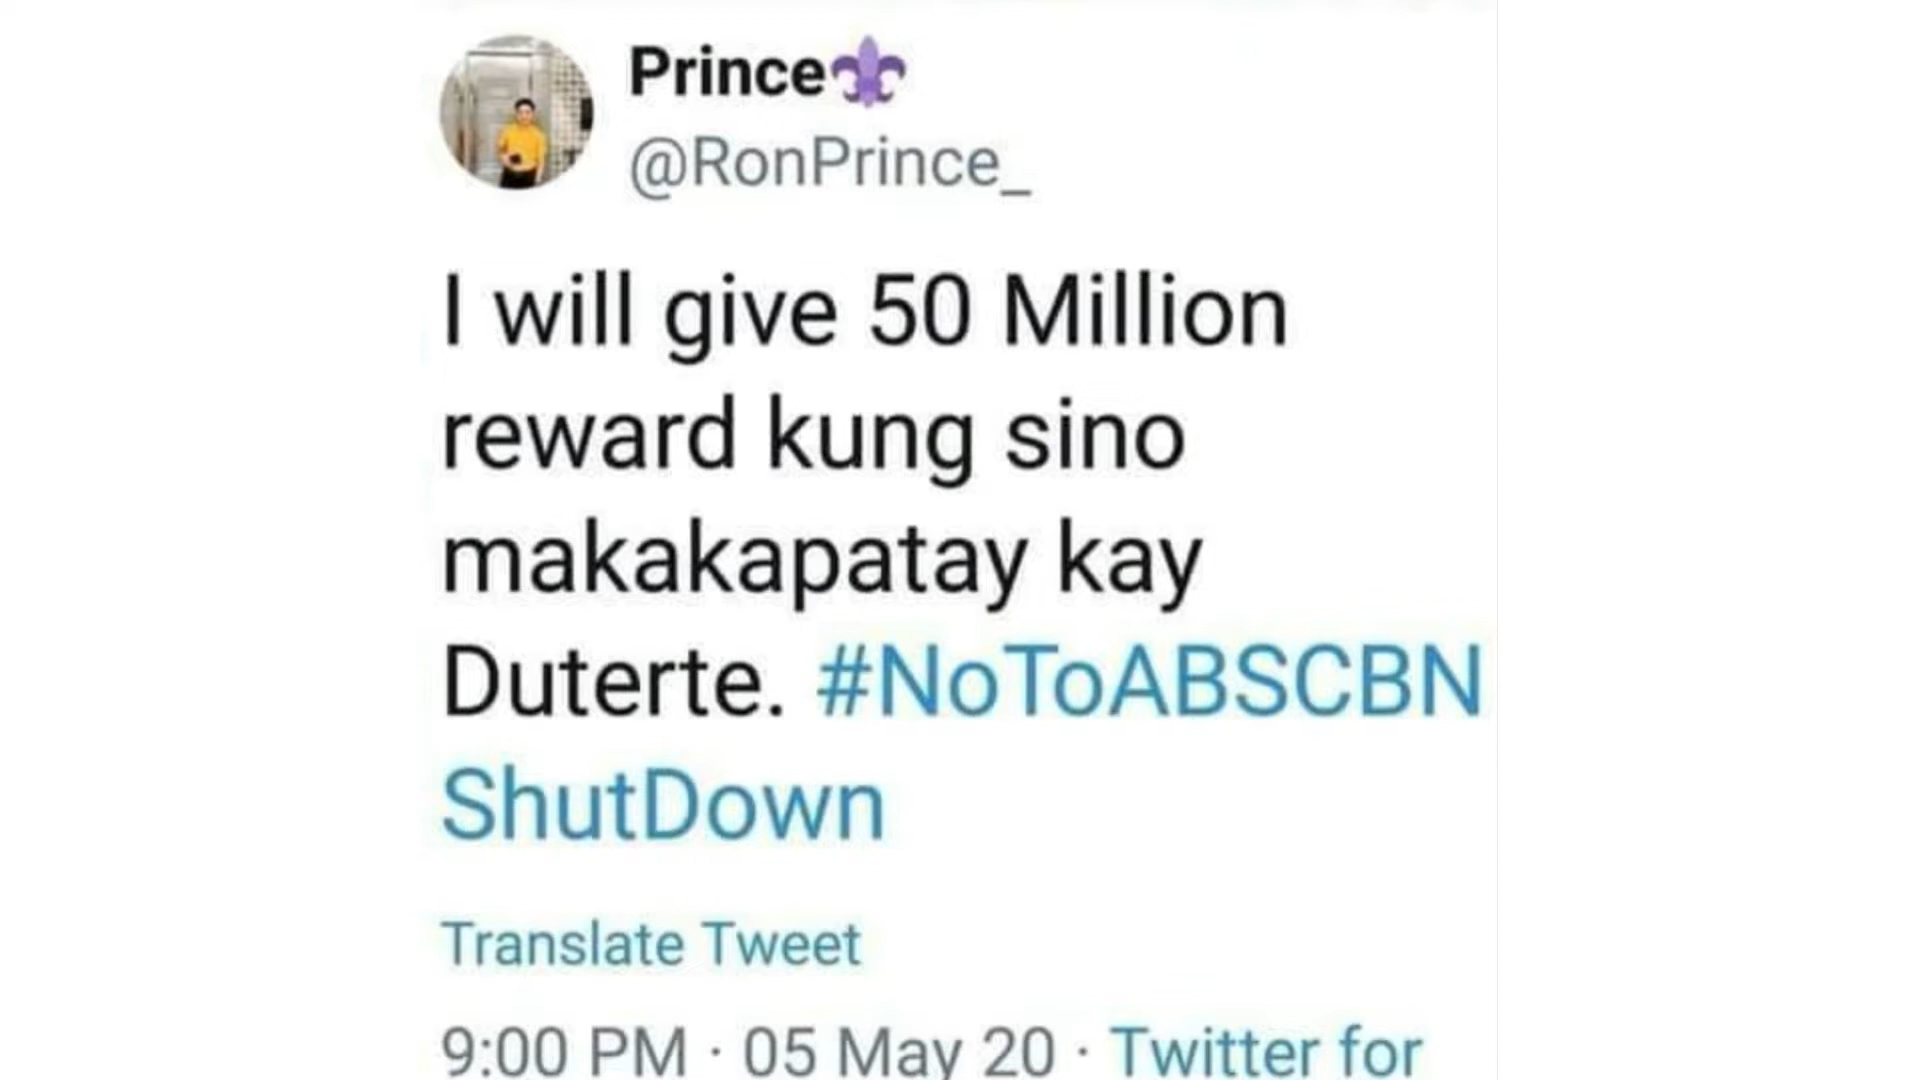 Prince⚜
@RonPrince_
I will give 50 Million
reward kung sino
makakapatay kay
Duterte. #NoToABSCBN
ShutDown
Translate Tweet
9:00 PM · 05 May 20 · Twitter for